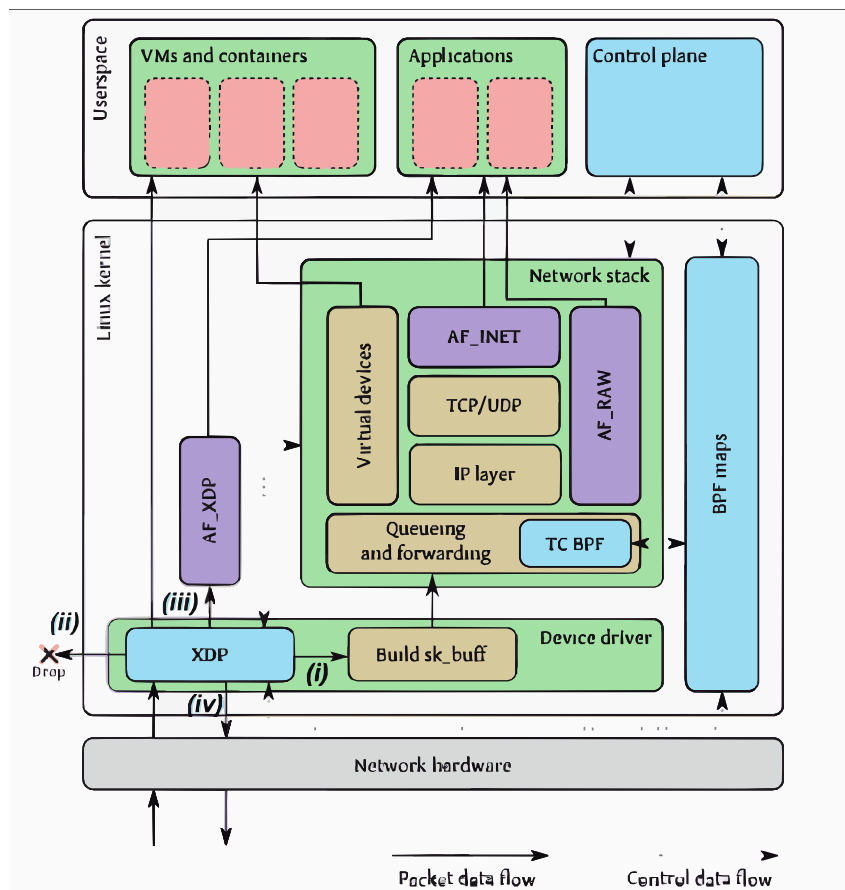 Userspace
VMs and containers
Applications
Control plane
Linux kernel
Network stack
Virtual devices
AF_INET
TCP/UDP
IP layer
AF_RAW
BPF maps
AF_XDP
Queueing
and forwarding
TC BPF
(ii)
(iii)
Drop
XDP
(i)
Build sk_buff
Device driver
(iv)
Network hardware
Packet data flow
Control data flow